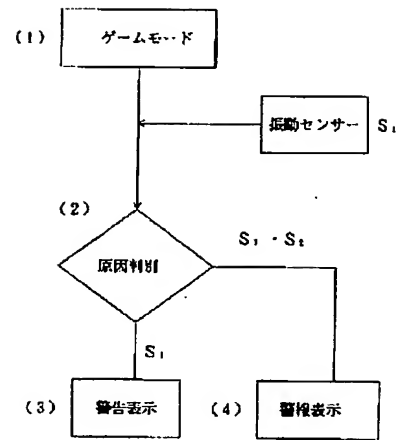 (1) ゲームモード
振動センサー S₁
(2)
S₁・S₂
原因判別
S₁
(3) 警告表示
(4) 警報表示